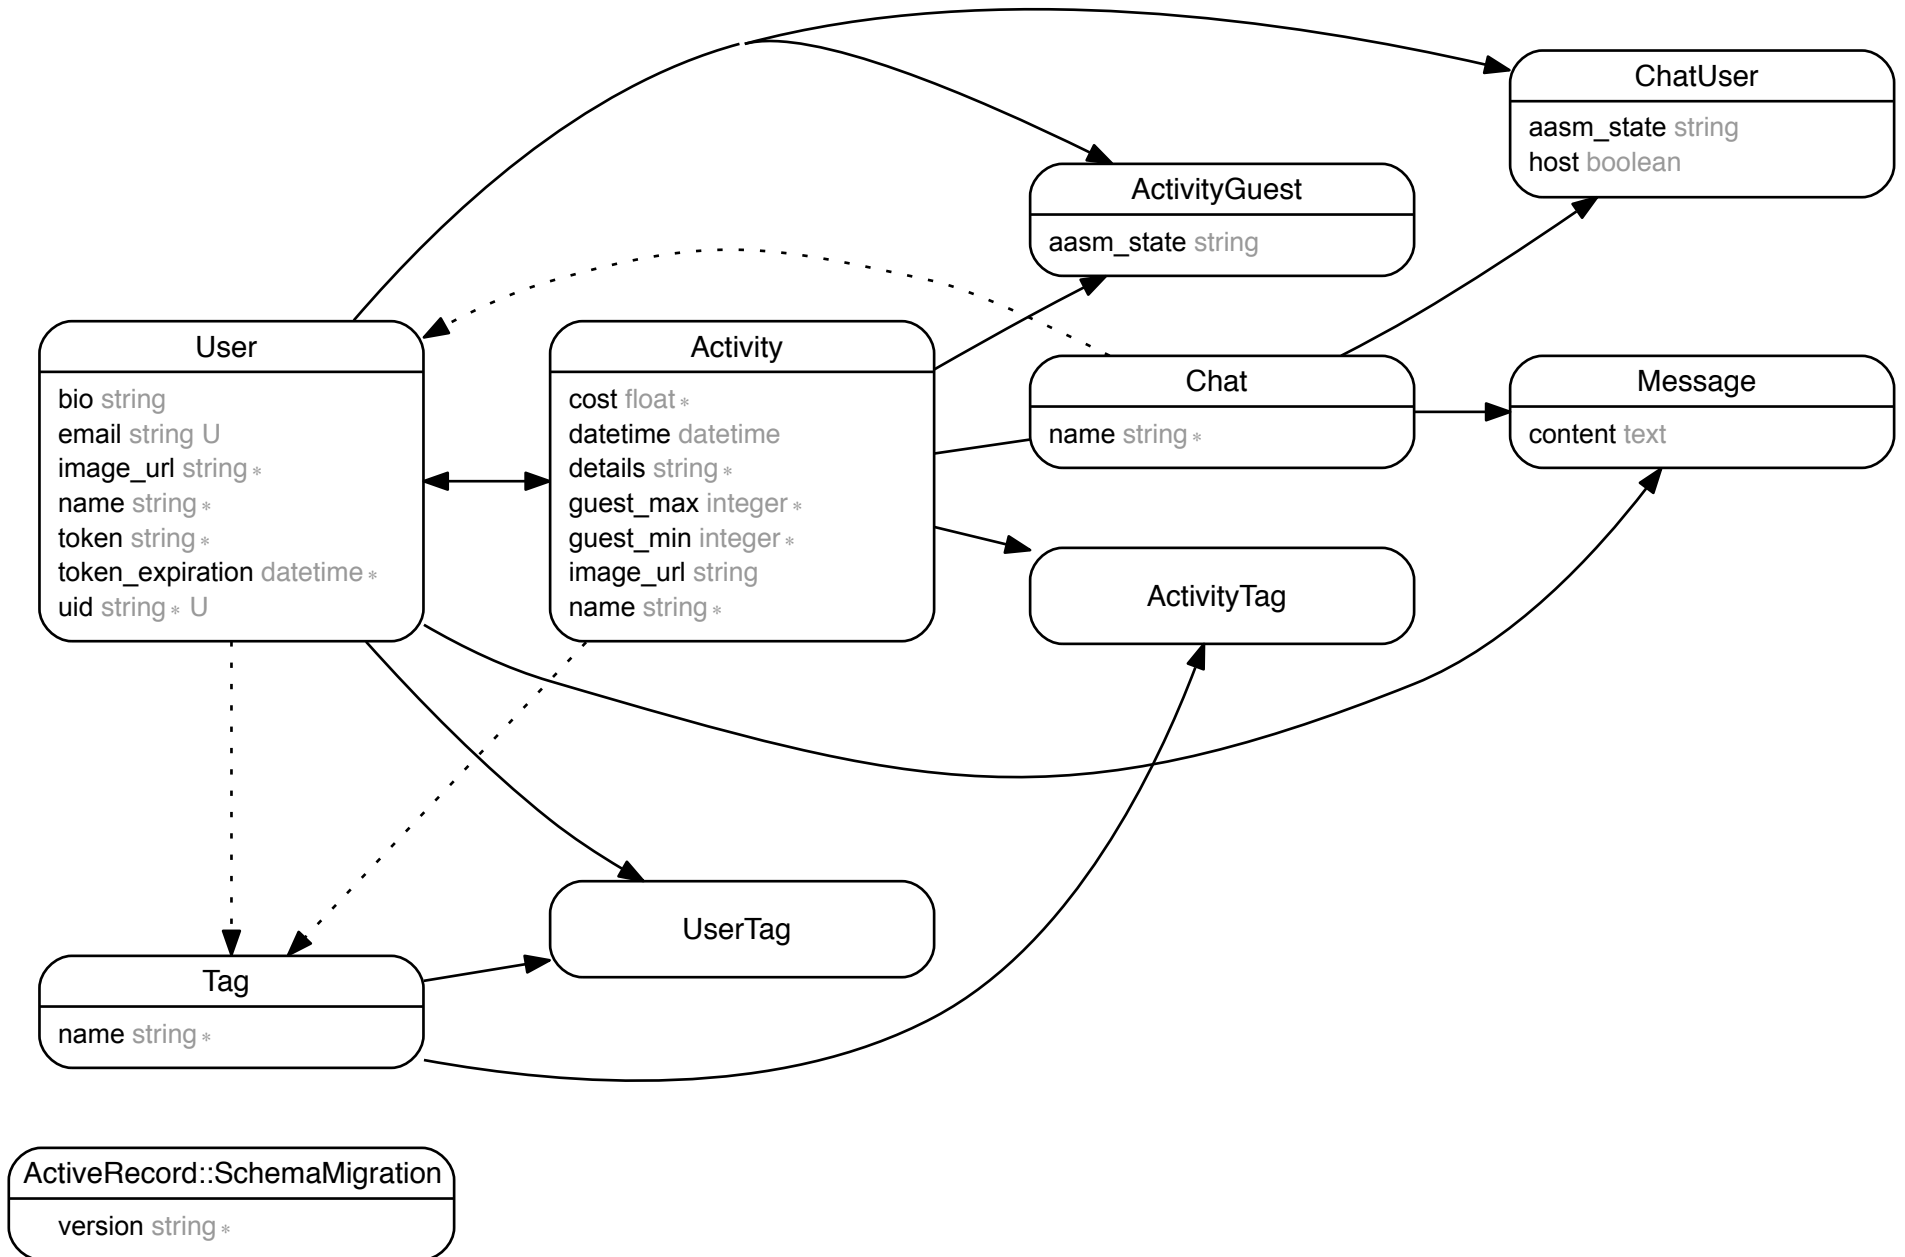 ChatUser
aasm_state string
host boolean
ActivityGuest
aasm_state string
User
bio string
email string U
image_url string *
name string *
token string *
token_expiration datetime *
uid string * U
Activity
cost float *
datetime datetime
details string *
guest_max integer *
guest_min integer *
image_url string
name string *
Chat
name string *
Message
content text
ActivityTag
UserTag
Tag
name string *
ActiveRecord::SchemaMigration
version string *